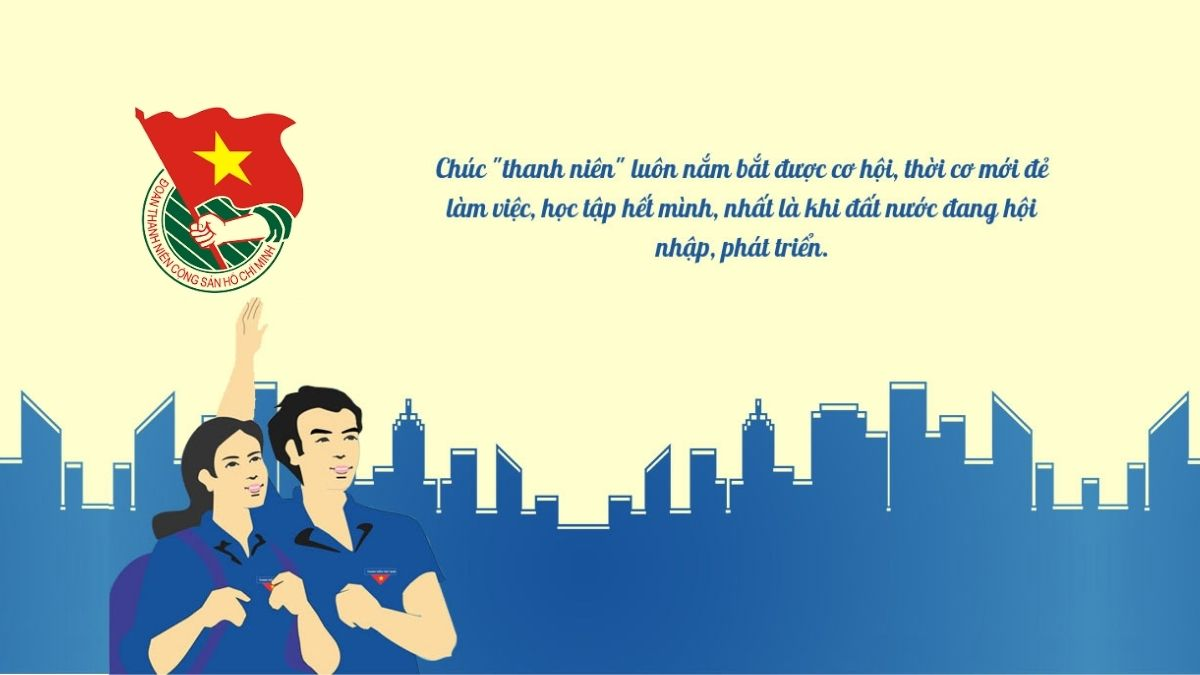 ĐOÀN THANH NIÊN CỘNG SẢN HỒ CHÍ MINH
Chúc "thanh niên" luôn nắm bắt được cơ hội, thời cơ mới đẻ
làm việc, học tập hết mình, nhất là khi đất nước đang hội
nhập, phát triển.